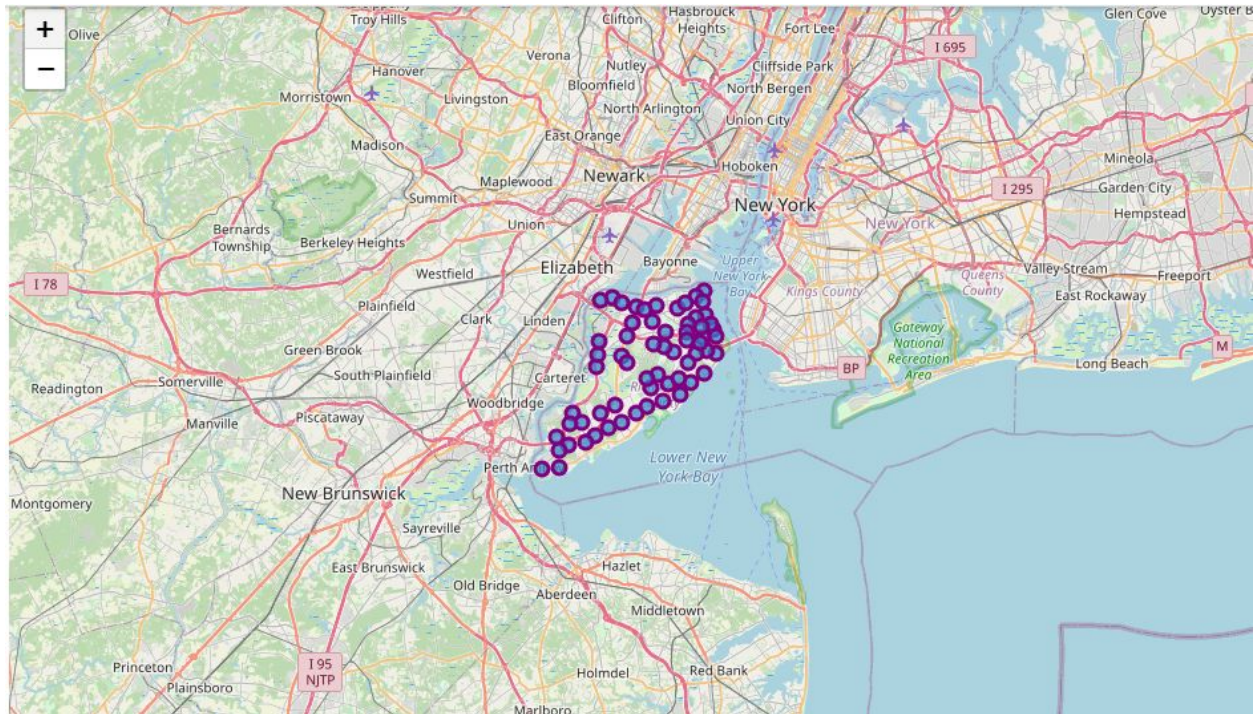 +
−
Olive
Troy Hills
Clifton
Hasbrouck
Heights
Fort Lee
Glen Cove
Oyster B
I 695
Hanover
Verona
Nutley
Cliffside Park
Morristown
Livingston
Bloomfield
North Bergen
North Arlington
Union City
Madison
East Orange
Hoboken
Mineola
Newark
Maplewood
I 295
Garden City
Summit
New York
Hempstead
Union
New York
Bernards
Township
Berkeley Heights
Bayonne
Upper
New York
Bay
Elizabeth
Valley Stream
Westfield
Queens
County
Freeport
I 78
Kings County
East Rockaway
Plainfield
Clark
Linden
Gateway
National
Recreation
Area
Green Brook
M
Long Beach
South Plainfield
Carteret
BP
Readington
Somerville
Woodbridge
Manville
Piscataway
Lower New
York Bay
Perth Am
New Brunswick
Montgomery
Sayreville
East Brunswick
Hazlet
Old Bridge
Aberdeen
Middletown
Princeton
I 95
NJTP
Plainsboro
Holmdel
Red Bank
Marlboro